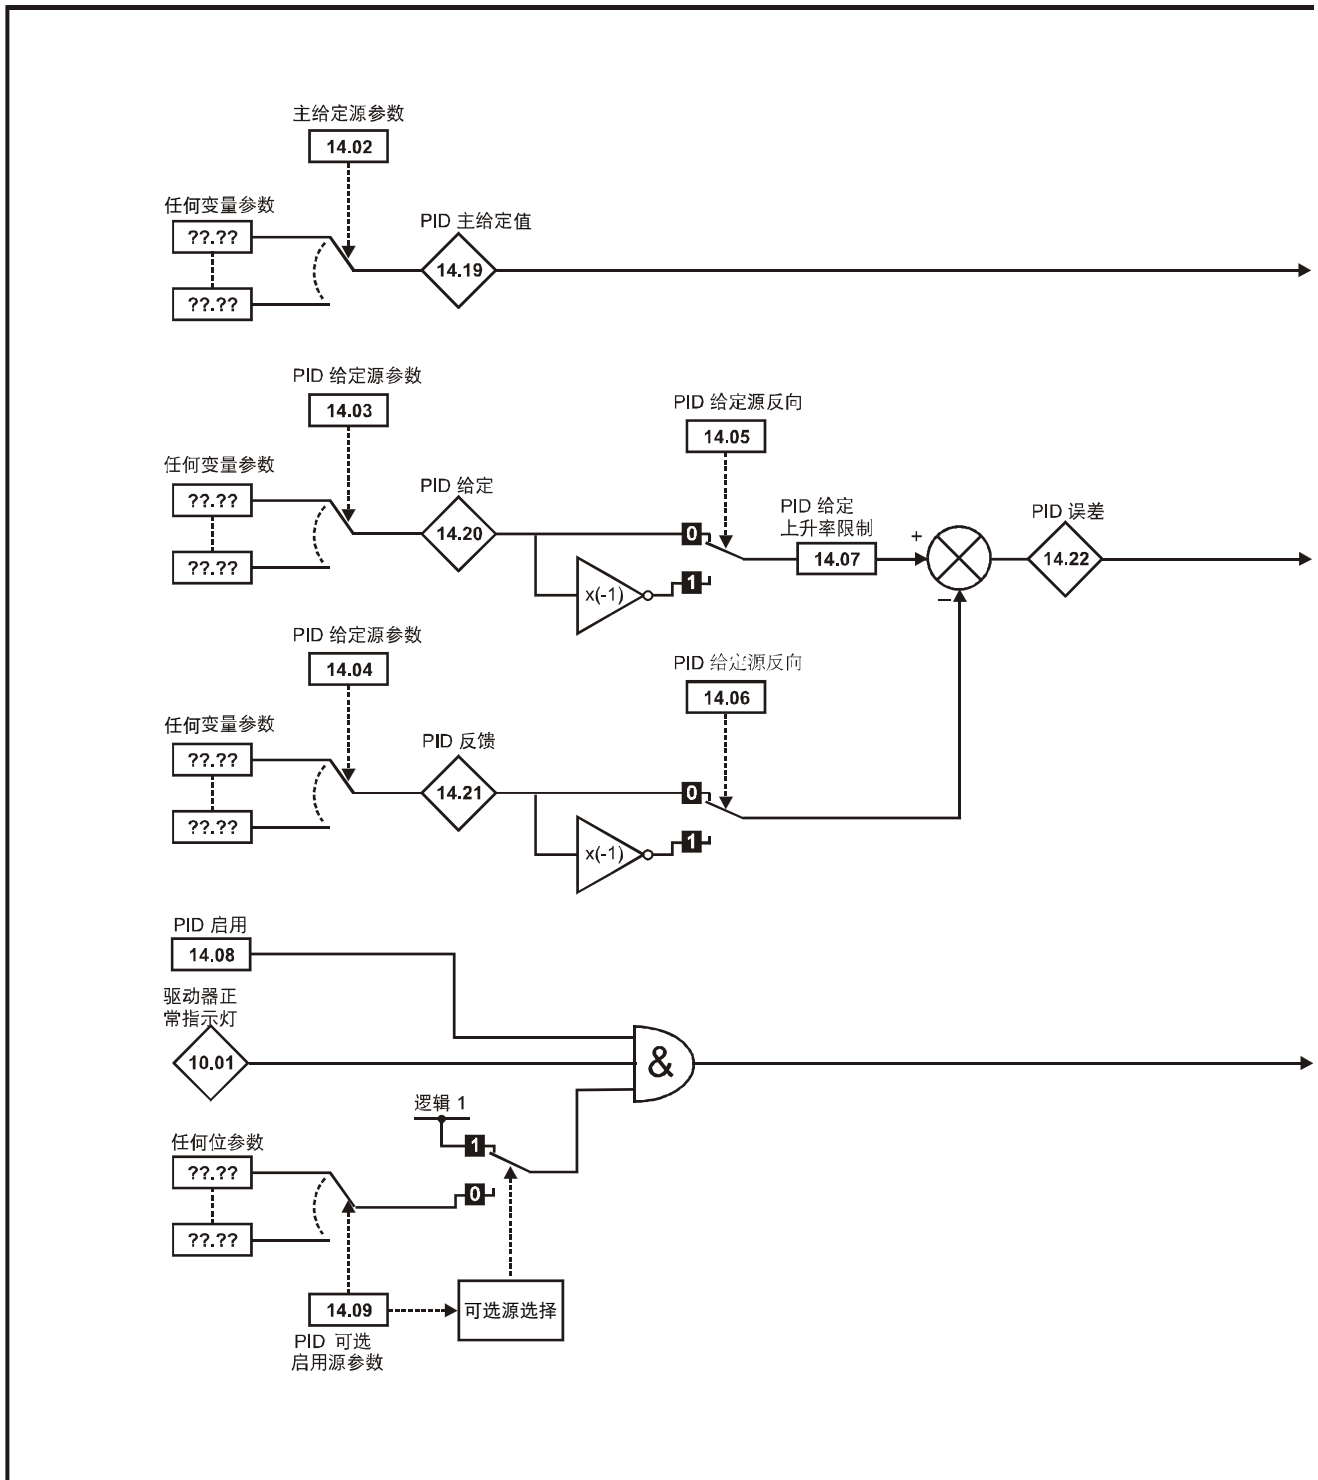 主给定源参数
14.02
任何变量参数
??.??
PID 主给定值
14.19
??.??
PID 给定源参数
14.03
PID 给定源反向
14.05
任何变量参数
??.??
PID 给定
14.20
PID 给定
上升率限制
14.07
0
1
x(-1)
+
−
PID 误差
14.22
??.??
PID 给定源参数
14.04
PID 给定源反向
14.06
任何变量参数
??.??
PID 反馈
14.21
0
1
x(-1)
??.??
PID 启用
14.08
驱动器正
常指示灯
10.01
&
逻辑 1
1
0
任何位参数
??.??
??.??
14.09
可选源选择
PID 可选
启用源参数